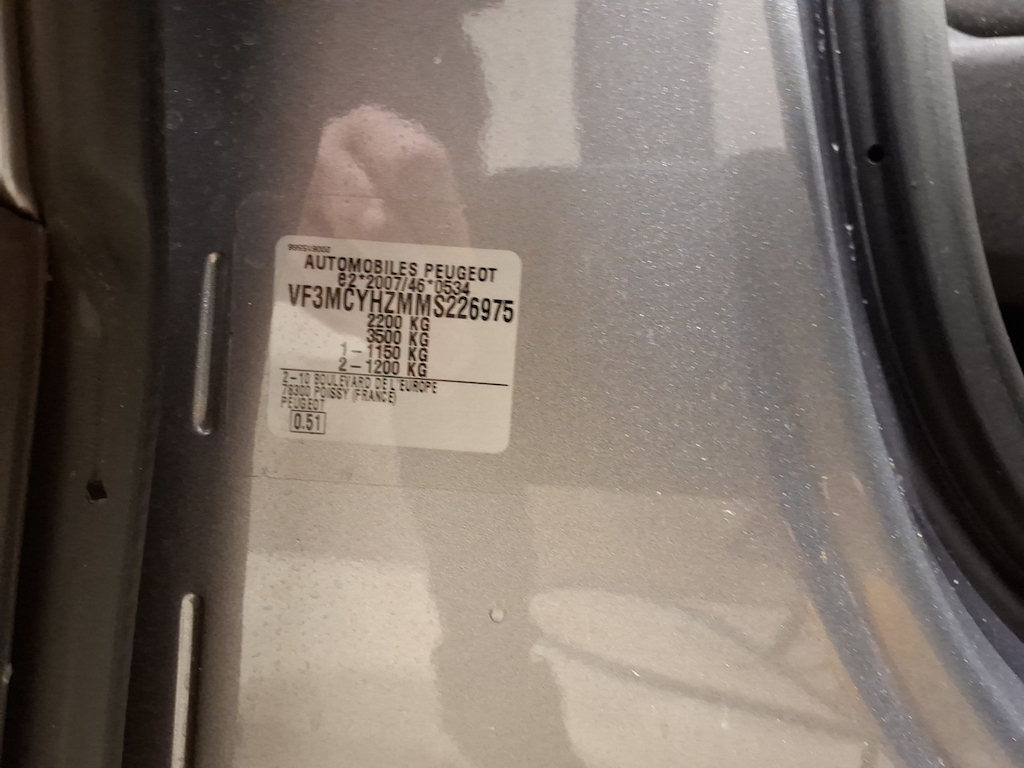 AUTOMOBILES PEUGEOT
e2*2007/46*0534
VF3MCYHZMMS226975
2200 KG
3500 KG
1-1150 KG
2-1200 KG
2-10 BOULEVARD DE L'EUROPE
78300 POISSY (FRANCE)
PEUGEOT
0.51